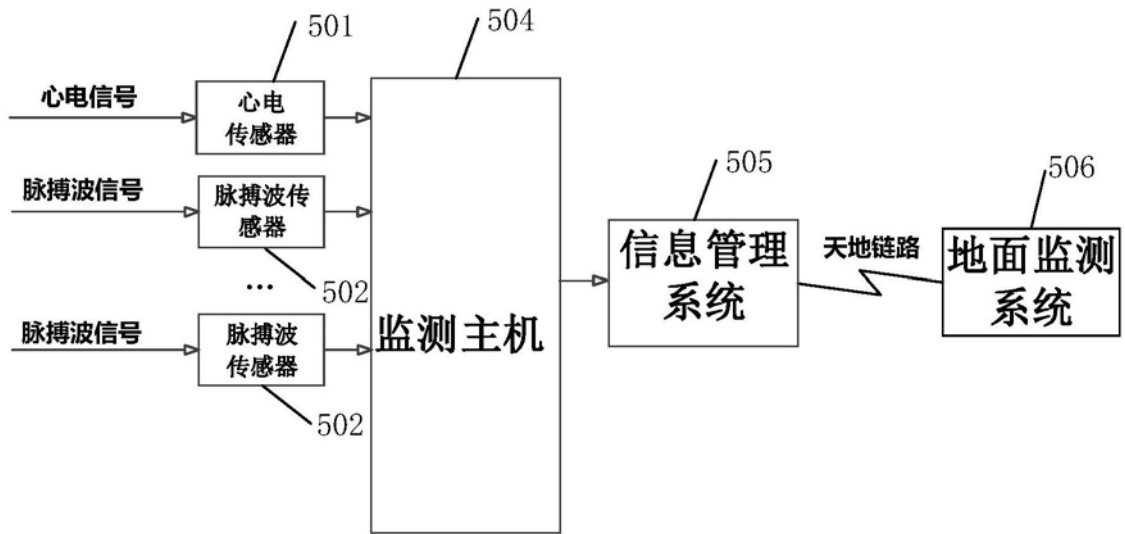 501
504
心电信号
心电
传感器
脉搏波信号
脉搏波传
感器
502
...
脉搏波信号
脉搏波
传感器
502
监测主机
505
信息管理
系统
天地链路
506
地面监测
系统